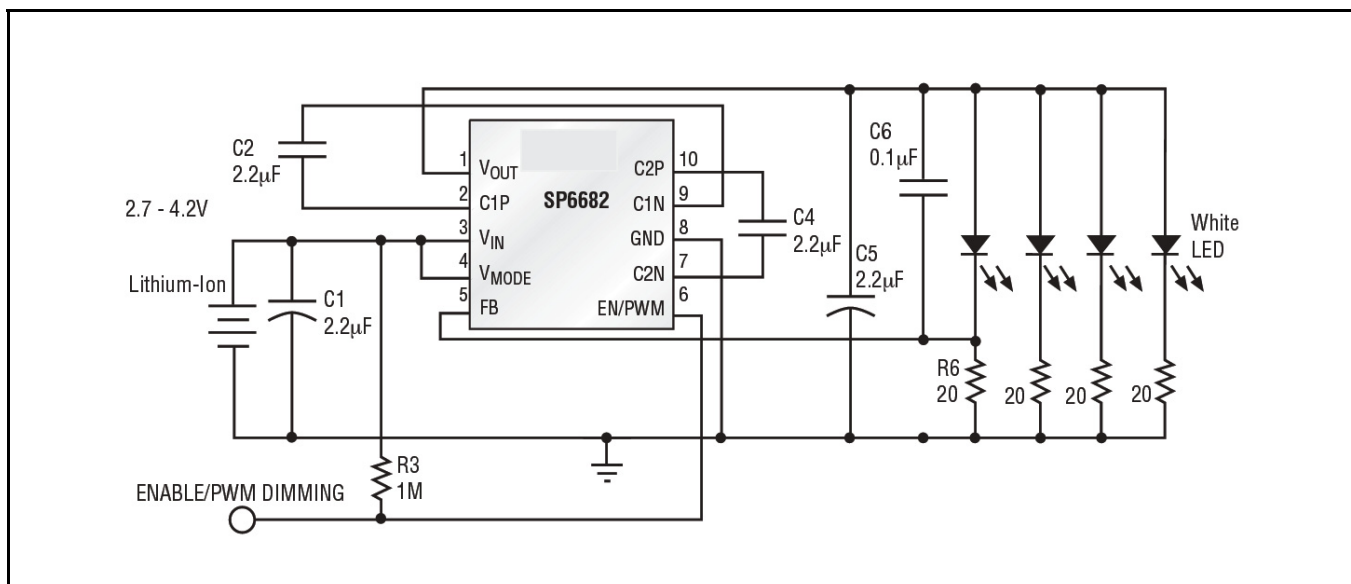 C2
2.2µF
2.7 - 4.2V
Lithium-Ion
C1
2.2µF
1
VOUT
2
C1P
3
VIN
4
VMODE
5
FB
SP6682
C2P
10
C1N
9
GND
8
C2N
7
EN/PWM
6
C4
2.2µF
C5
2.2µF
C6
0.1µF
White
LED
R6
20
20
20
20
R3
1M
ENABLE/PWM DIMMING